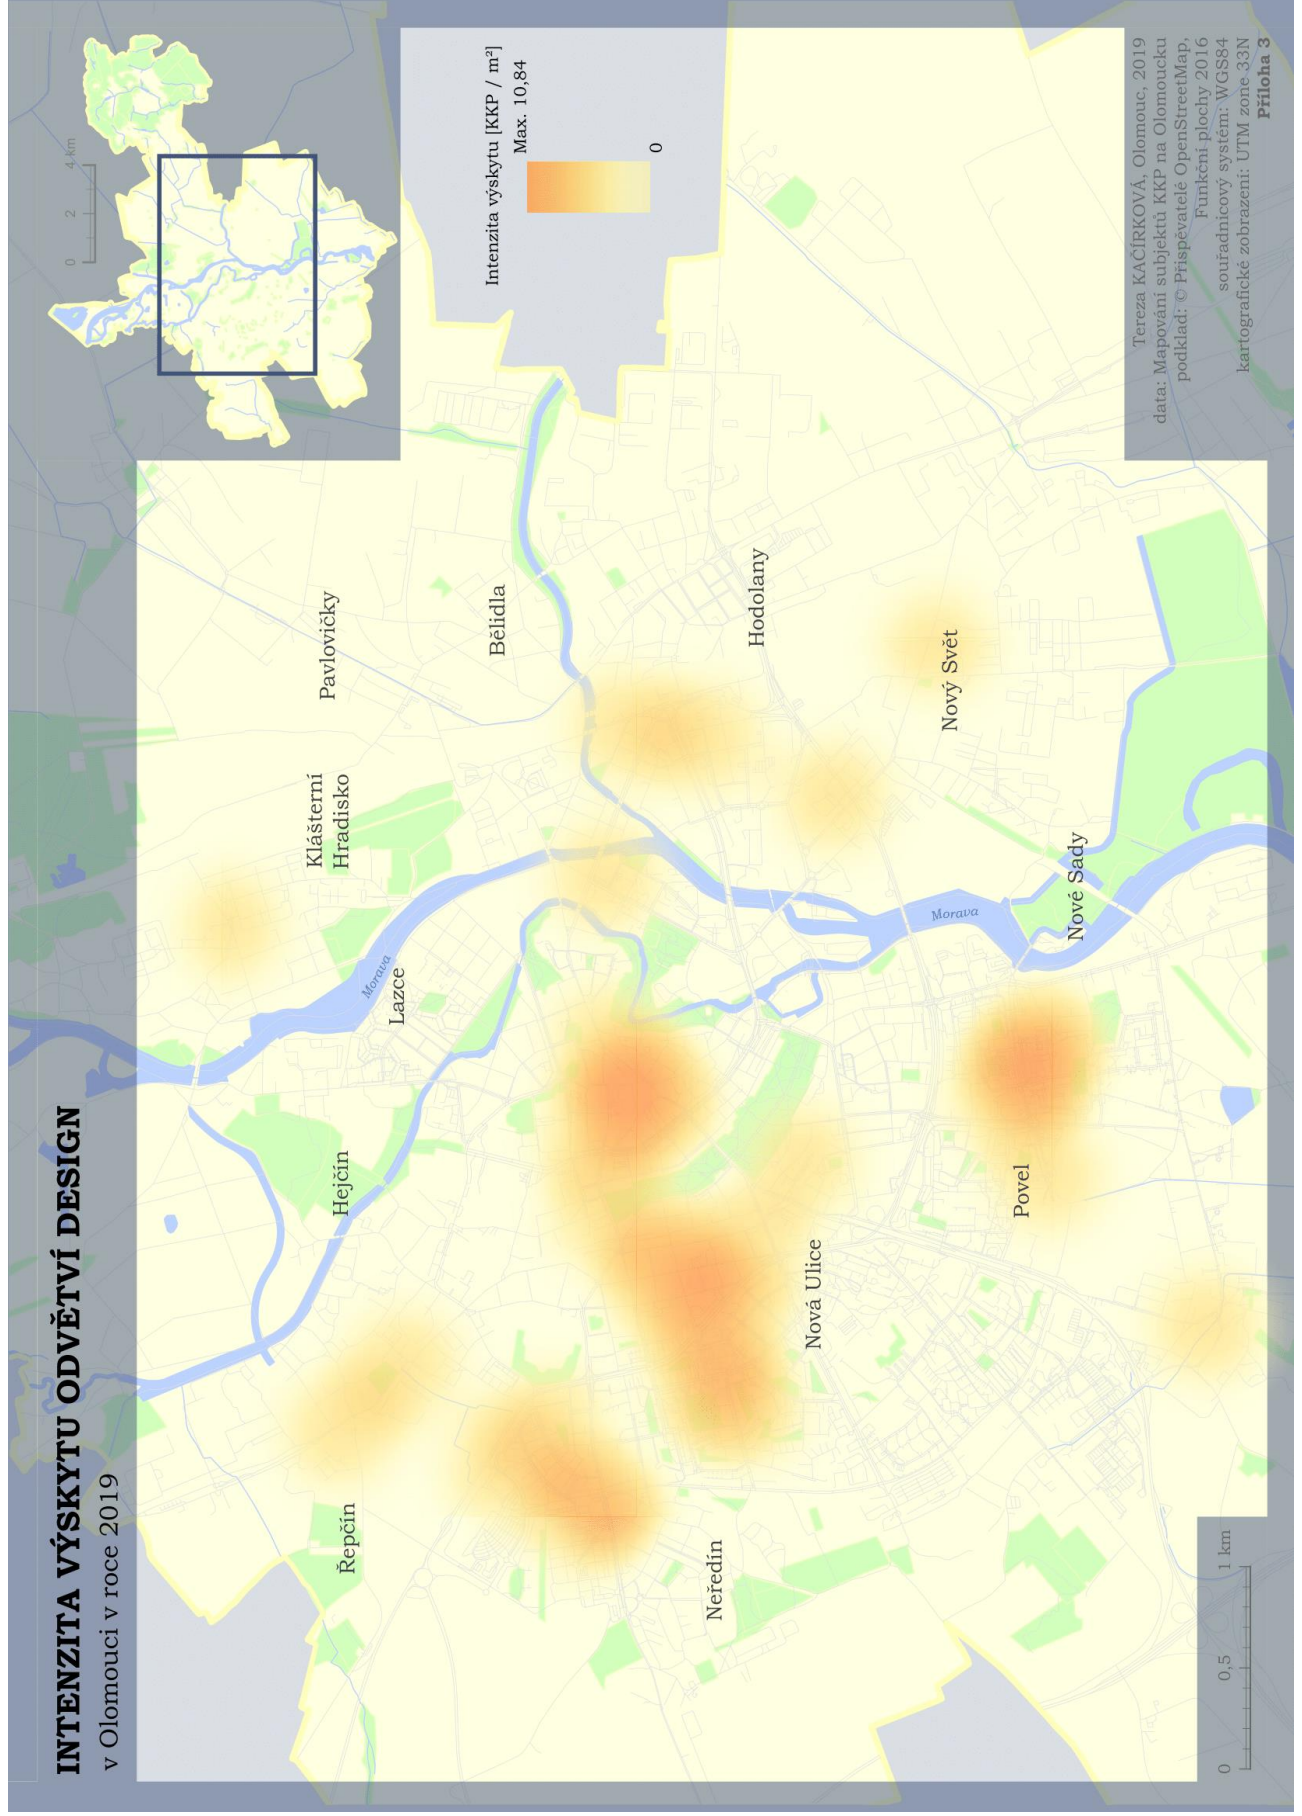 INTENZITA VÝSKYTU ODVĚTVÍ DESIGN
v Olomouci v roce 2019
0 2 4 km
Intenzita výskytu [KKP / m²]
Max. 10,84
0
Pavlovičky
Klášterní
Hradisko
Bělidla
Řepčín
Hejčín
Lazce
Morava
Hodolany
Neředín
Nová Ulice
Nový Svět
Morava
Povel
Nové Sady
0 0,5 1 km
Tereza KAČÍRKOVÁ, Olomouc, 2019
data: Mapování subjektů KKP na Olomoucku
podklad: © Přispěvatelé OpenStreetMap,
Funkční plochy 2016
souřadnicový systém: WGS84
kartografické zobrazení: UTM zone 33N
Příloha 3